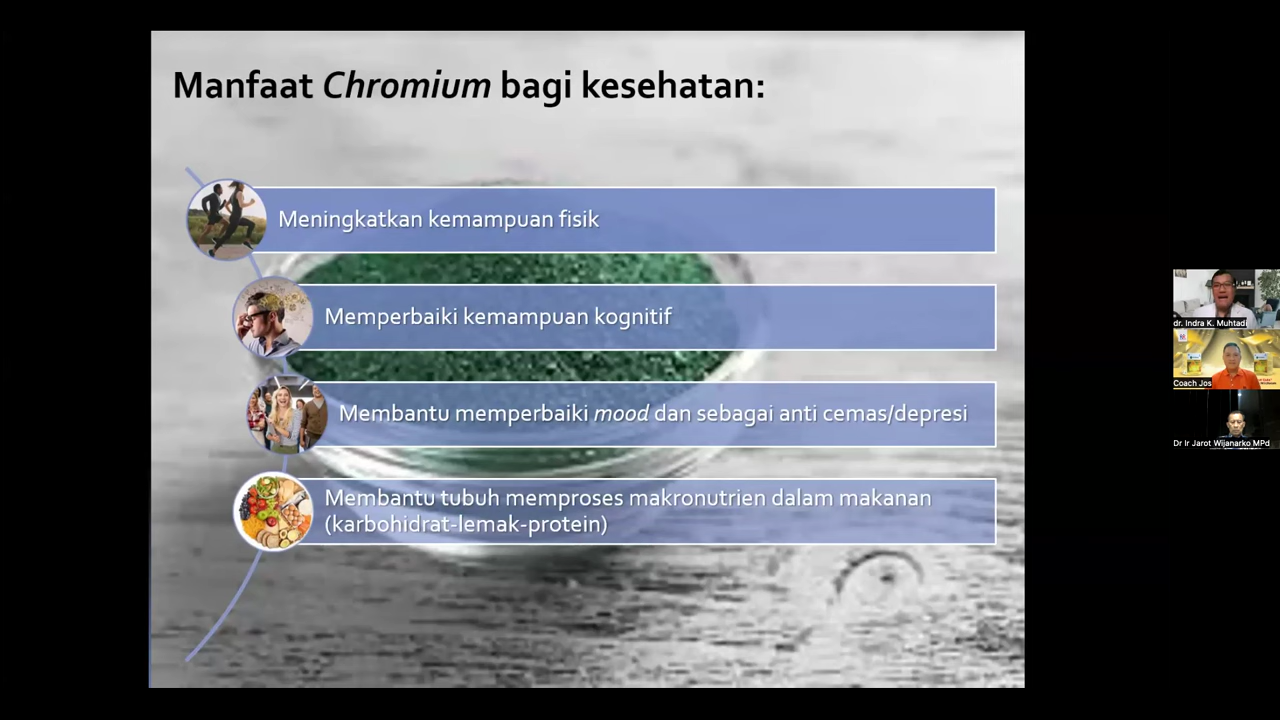 Manfaat Chromium bagi kesehatan:
Meningkatkan kemampuan fisik
Memperbaiki kemampuan kognitif
Membantu memperbaiki mood dan sebagai anti cemas/depresi
Membantu tubuh memproses makronutrien dalam makanan
(karbohidrat-lemak-protein)
dr. Indra K. Muhtadi
Coach Jos
Dr Ir Jarot Wijanarko MPd